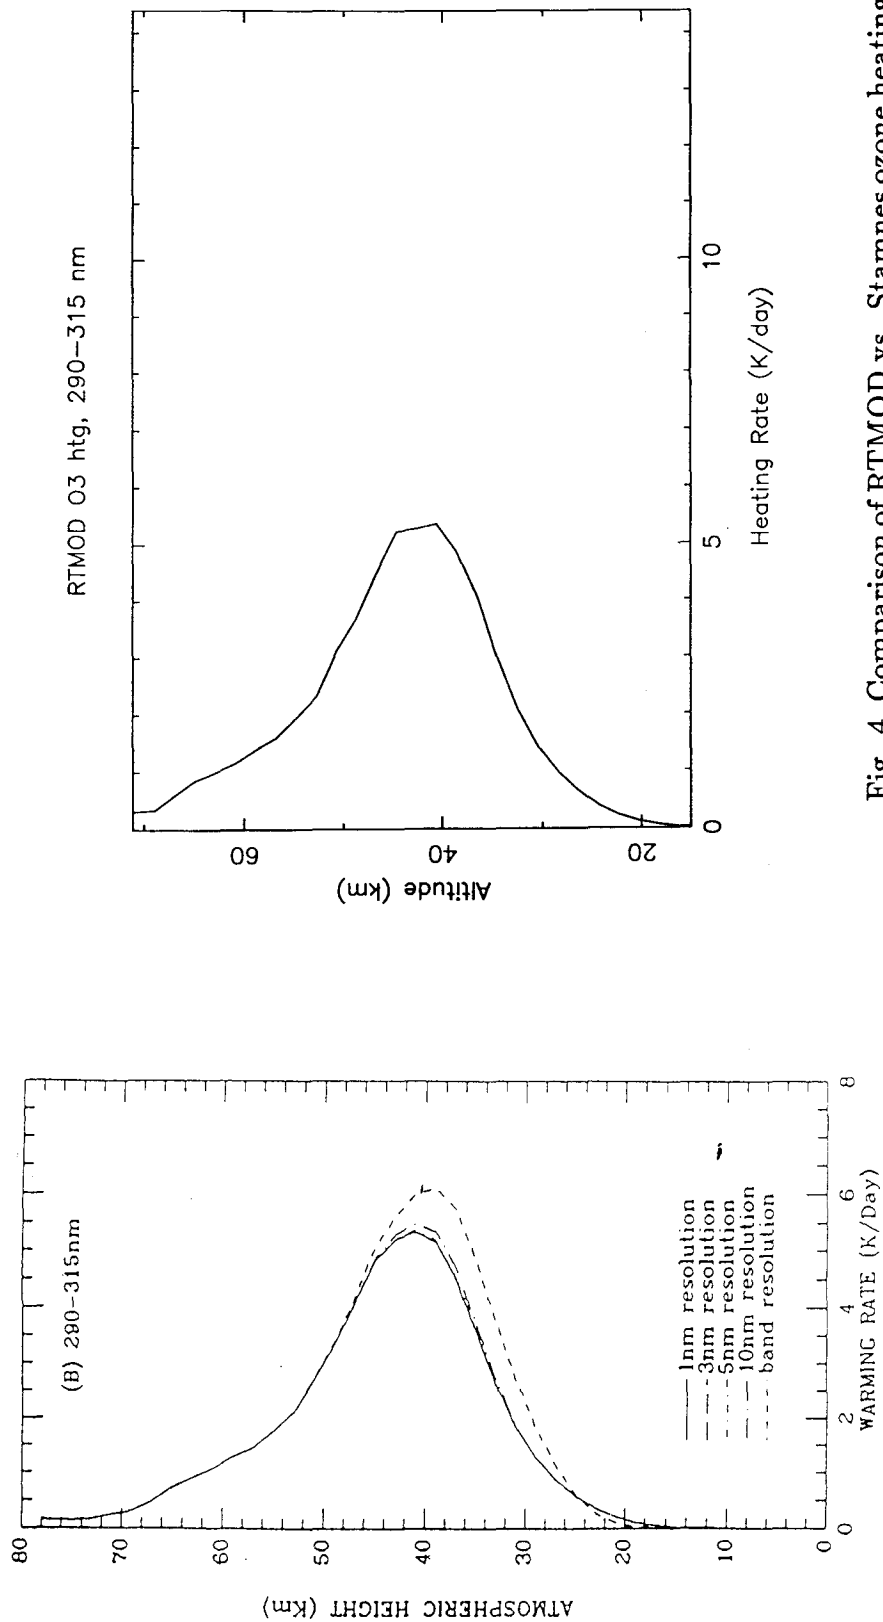 (B) 290-315nm
80
70
60
50
40
30
20
10
0
ATMOSPHERIC HEIGHT (Km)
1nm resolution
3nm resolution
5nm resolution
10nm resolution
band resolution
0
2
4
6
8
WARMING RATE (K/Day)
RTMOD O3 htg, 290-315 nm
60
40
20
Altitude (km)
0
5
10
Heating Rate (K/day)
Fig. 4 Comparison of RTMOD vs. Stamnes ozone heating